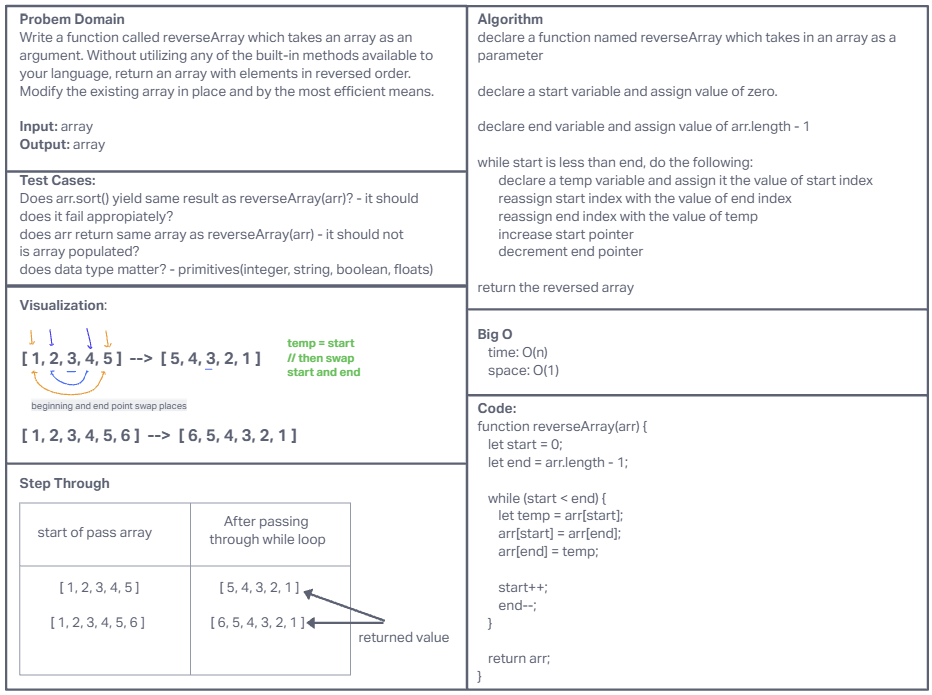 Probem Domain
Write a function called reverseArray which takes an array as an
argument. Without utilizing any of the built-in methods available to
your language, return an array with elements in reversed order.
Modify the existing array in place and by the most efficient means.
Input: array
Output: array
Test Cases:
Does arr.sort() yield same result as reverseArray(arr)? - it should
does it fail appropiately?
does arr return same array as reverseArray(arr) - it should not
is array populated?
does data type matter? - primitives(integer, string, boolean, floats)
Visualization:
[ 1, 2, 3, 4, 5 ] --> [ 5, 4, 3, 2, 1 ]
temp = start
// then swap
start and end
beginning and end point swap places
[ 1, 2, 3, 4, 5, 6 ] --> [ 6, 5, 4, 3, 2, 1 ]
Step Through
start of pass array
After passing
through while loop
[ 1, 2, 3, 4, 5 ]
[ 5, 4, 3, 2, 1 ]
[ 1, 2, 3, 4, 5, 6 ]
[ 6, 5, 4, 3, 2, 1 ]
returned value
Algorithm
declare a function named reverseArray which takes in an array as a
parameter
declare a start variable and assign value of zero.
declare end variable and assign value of arr.length - 1
while start is less than end, do the following:
declare a temp variable and assign it the value of start index
reassign start index with the value of end index
reassign end index with the value of temp
increase start pointer
decrement end pointer
return the reversed array
Big O
time: O(n)
space: O(1)
Code:
function reverseArray(arr) {
let start = 0;
let end = arr.length - 1;
while (start < end) {
let temp = arr[start];
arr[start] = arr[end];
arr[end] = temp;
start++;
end--;
}
return arr;
}